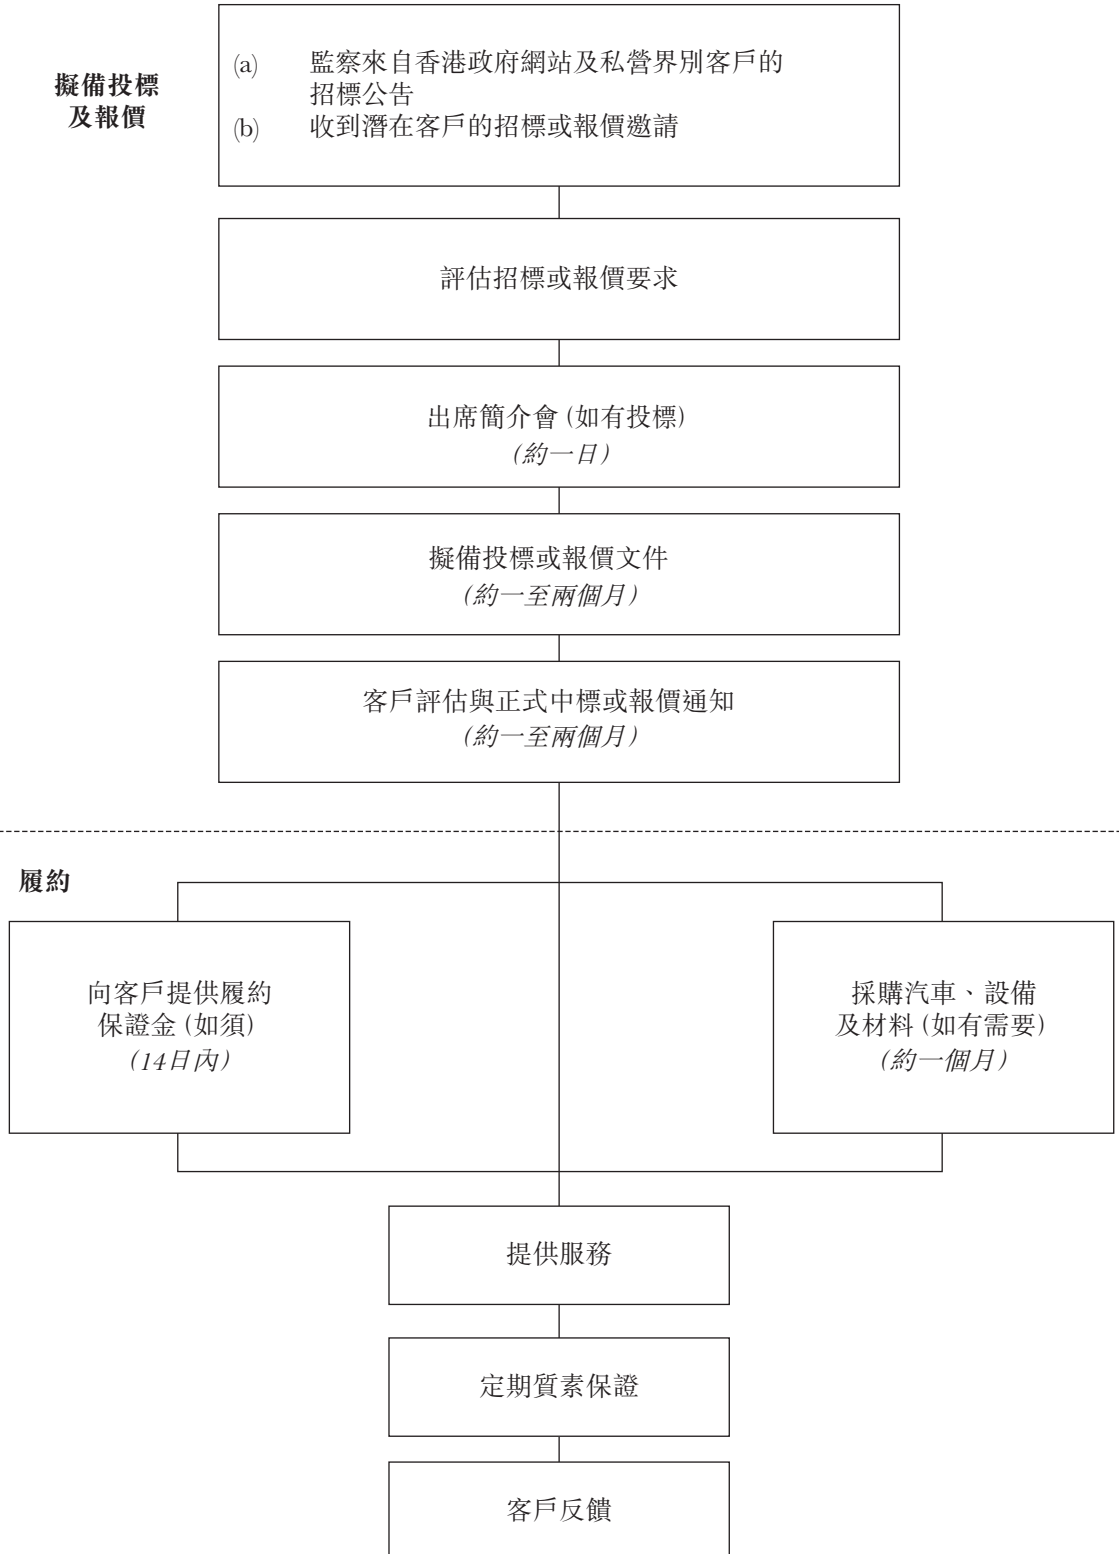 擬備投標
及報價
(a) 監察來自香港政府網站及私營界別客戶的
招標公告
(b) 收到潛在客戶的招標或報價邀請
評估招標或報價要求
出席簡介會 (如有投標)
(約一日)
擬備投標或報價文件
(約一至兩個月)
客戶評估與正式中標或報價通知
(約一至兩個月)
履約
向客戶提供履約
保證金 (如須)
(14日內)
採購汽車、設備
及材料 (如有需要)
(約一個月)
提供服務
定期質素保證
客戶反饋